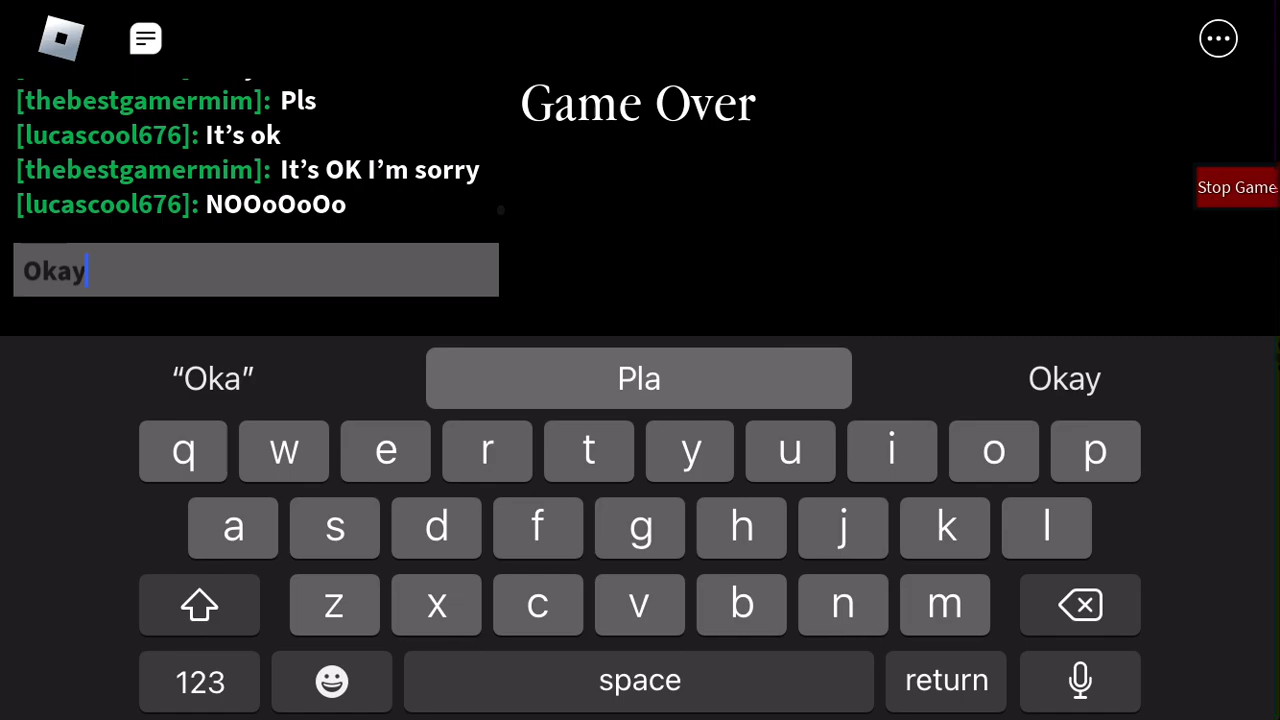 [thebestgamermim]: Pls
[lucascool676]: It’s ok
[thebestgamermim]: It’s OK I’m sorry
[lucascool676]: NOOoOoOo
Game Over
Stop Game
Okay
“Oka” Pla Okay
q w e r t y u i o p
a s d f g h j k l
z x c v b n m
123 space return